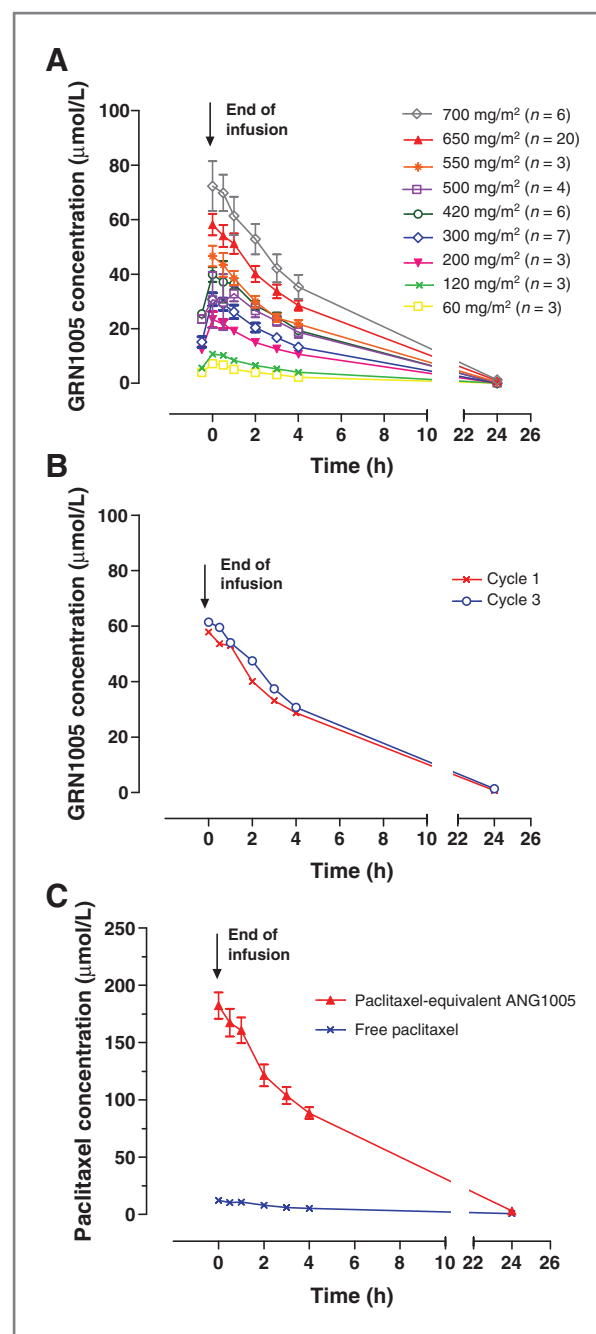 A
GRN1005 concentration (μmol/L)
100
80
60
40
20
0
End of
infusion
700 mg/m² (n = 6)
650 mg/m² (n = 20)
550 mg/m² (n = 3)
500 mg/m² (n = 4)
420 mg/m² (n = 6)
300 mg/m² (n = 7)
200 mg/m² (n = 3)
120 mg/m² (n = 3)
60 mg/m² (n = 3)
0 2 4 6 8 10 22 24 26
Time (h)
B
GRN1005 concentration (μmol/L)
100
80
60
40
20
0
End of
infusion
Cycle 1
Cycle 3
0 2 4 6 8 10 22 24 26
Time (h)
C
Paclitaxel concentration (μmol/L)
250
200
150
100
50
25
0
End of
infusion
Paclitaxel-equivalent ANG1005
Free paclitaxel
0 2 4 6 8 10 22 24 26
Time (h)